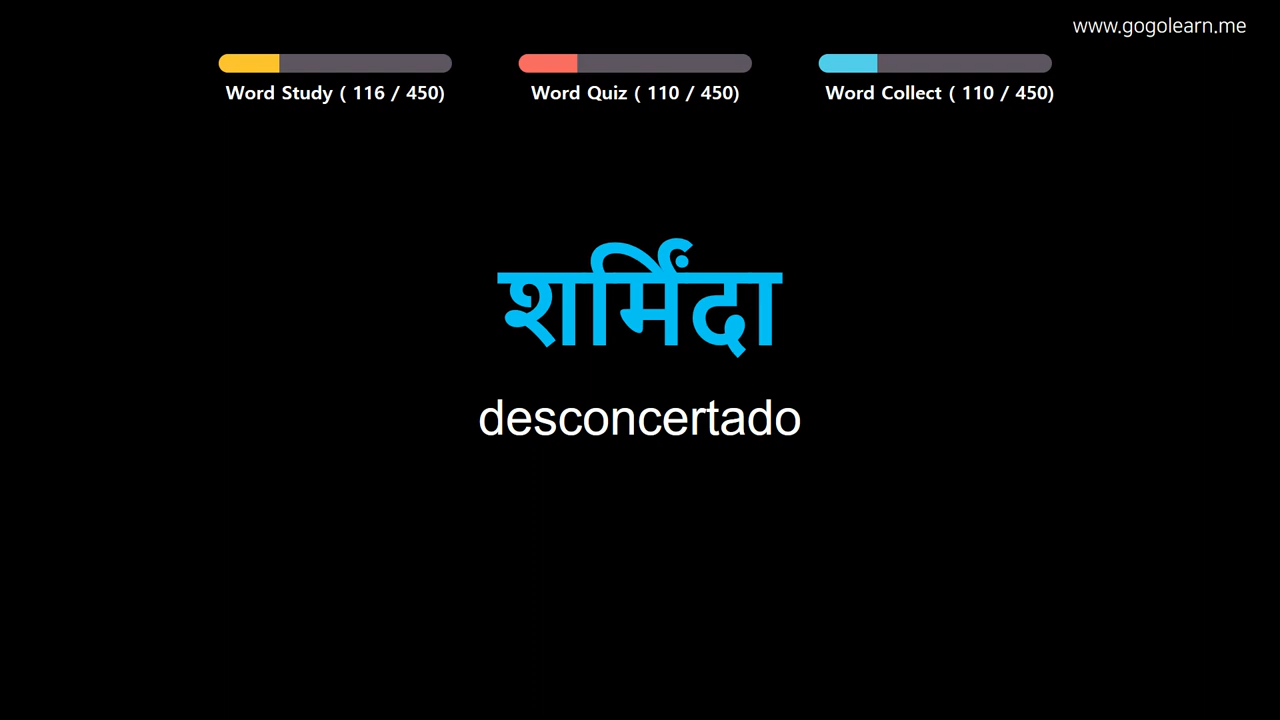 www.gogolearn.me
Word Study ( 116 / 450)
Word Quiz ( 110 / 450)
Word Collect ( 110 / 450)
शर्मिंदा
desconcertado